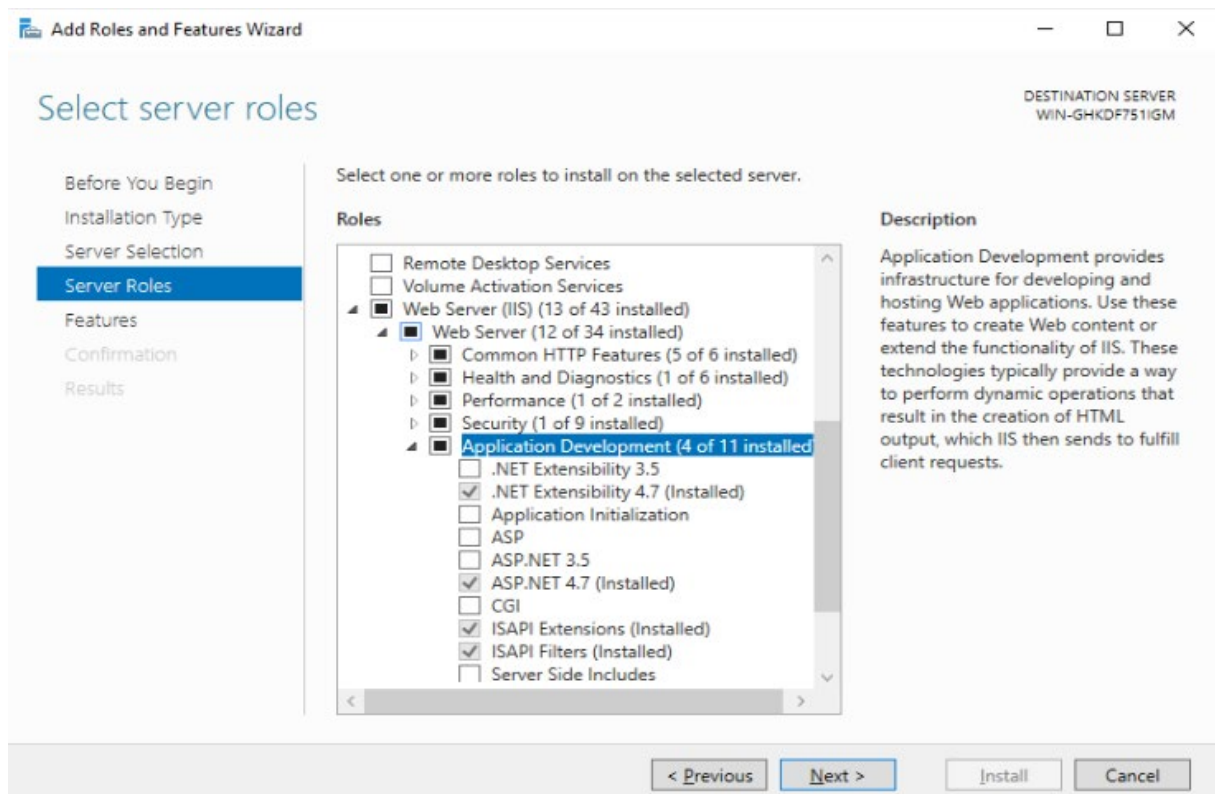 Add Roles and Features Wizard
Select server roles
DESTINATION SERVER
WIN-GHKDF751IGM
Before You Begin
Installation Type
Server Selection
Server Roles
Features
Confirmation
Results
Select one or more roles to install on the selected server.
Roles
Remote Desktop Services
Volume Activation Services
Web Server (IIS) (13 of 43 installed)
Web Server (12 of 34 installed)
Common HTTP Features (5 of 6 installed)
Health and Diagnostics (1 of 6 installed)
Performance (1 of 2 installed)
Security (1 of 9 installed)
Application Development (4 of 11 installed
.NET Extensibility 3.5
.NET Extensibility 4.7 (Installed)
Application Initialization
ASP
ASP.NET 3.5
ASP.NET 4.7 (Installed)
CGI
ISAPI Extensions (Installed)
ISAPI Filters (Installed)
Server Side Includes
Description
Application Development provides
infrastructure for developing and
hosting Web applications. Use these
features to create Web content or
extend the functionality of IIS. These
technologies typically provide a way
to perform dynamic operations that
result in the creation of HTML
output, which IIS then sends to fulfill
client requests.
< Previous
Next >
Install
Cancel